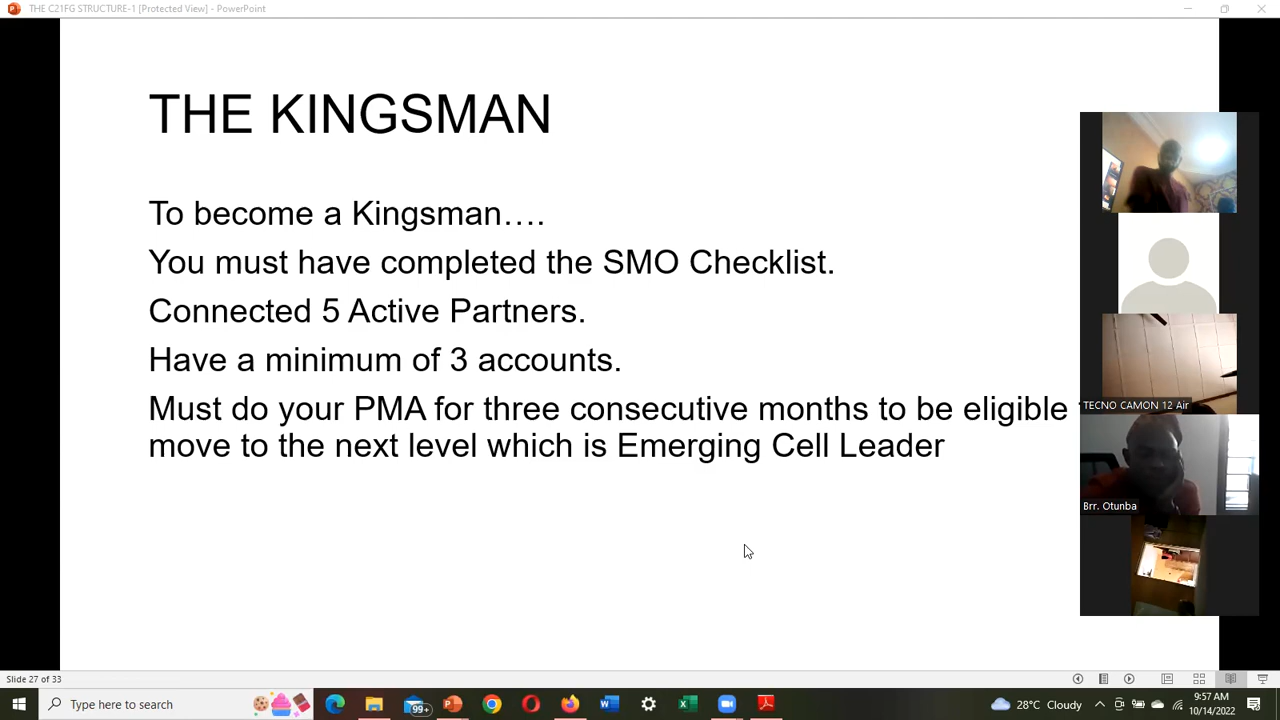 THE C21FG STRUCTURE-1 [Protected View] - PowerPoint
THE KINGSMAN
To become a Kingsman….
You must have completed the SMO Checklist.
Connected 5 Active Partners.
Have a minimum of 3 accounts.
Must do your PMA for three consecutive months to be eligible
move to the next level which is Emerging Cell Leader
TECNO CAMON 12 Air
Brr. Otunba
Slide 27 of 33
Type here to search
99+
28°C Cloudy
9:57 AM
10/14/2022